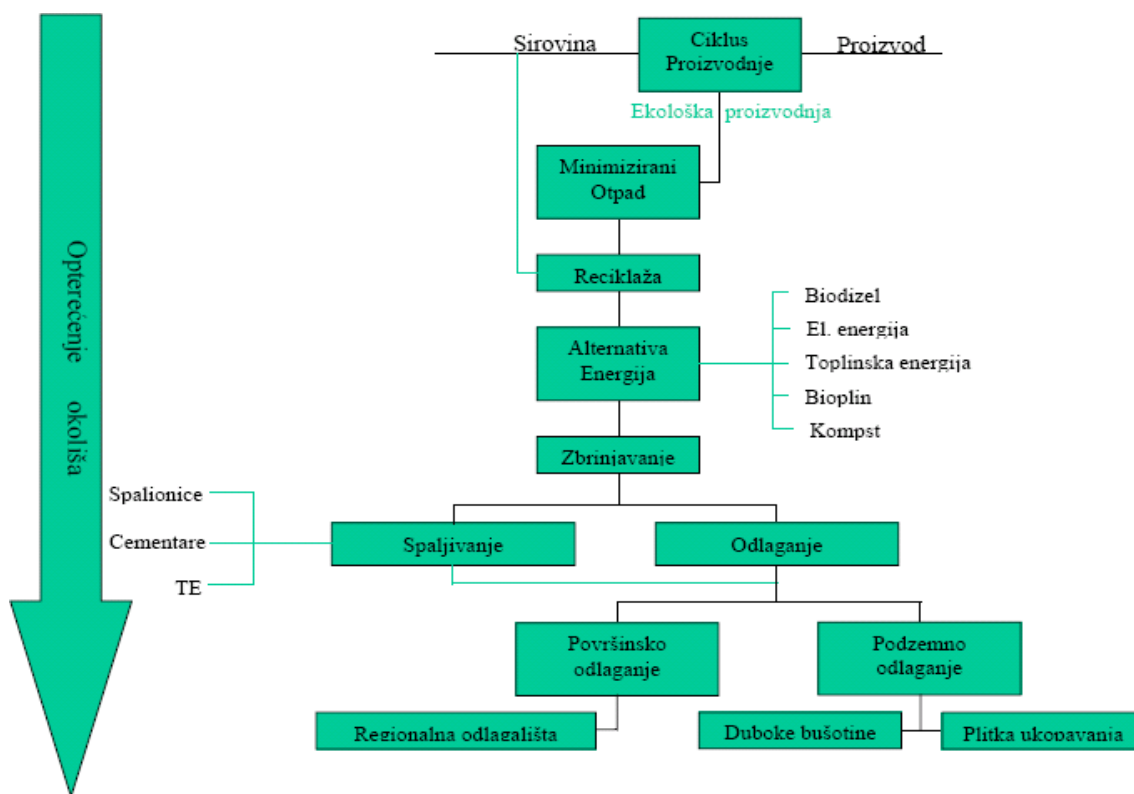 Sirovina
Ciklus
Proizvodnje
Proizvod
Ekološka proizvodnja
Minimizirani
Otpad
Reciklaža
Alternativa
Energija
Biodizel
El. energija
Toplinska energija
Bioplin
Kompst
Zbrinjavanje
Opterećenje okoliša
Spalionice
Cementare
TE
Spaljivanje
Odlaganje
Površinsko
odlaganje
Podzemno
odlaganje
Regionalna odlagališta
Duboke bušotine
Plitka ukopavanja